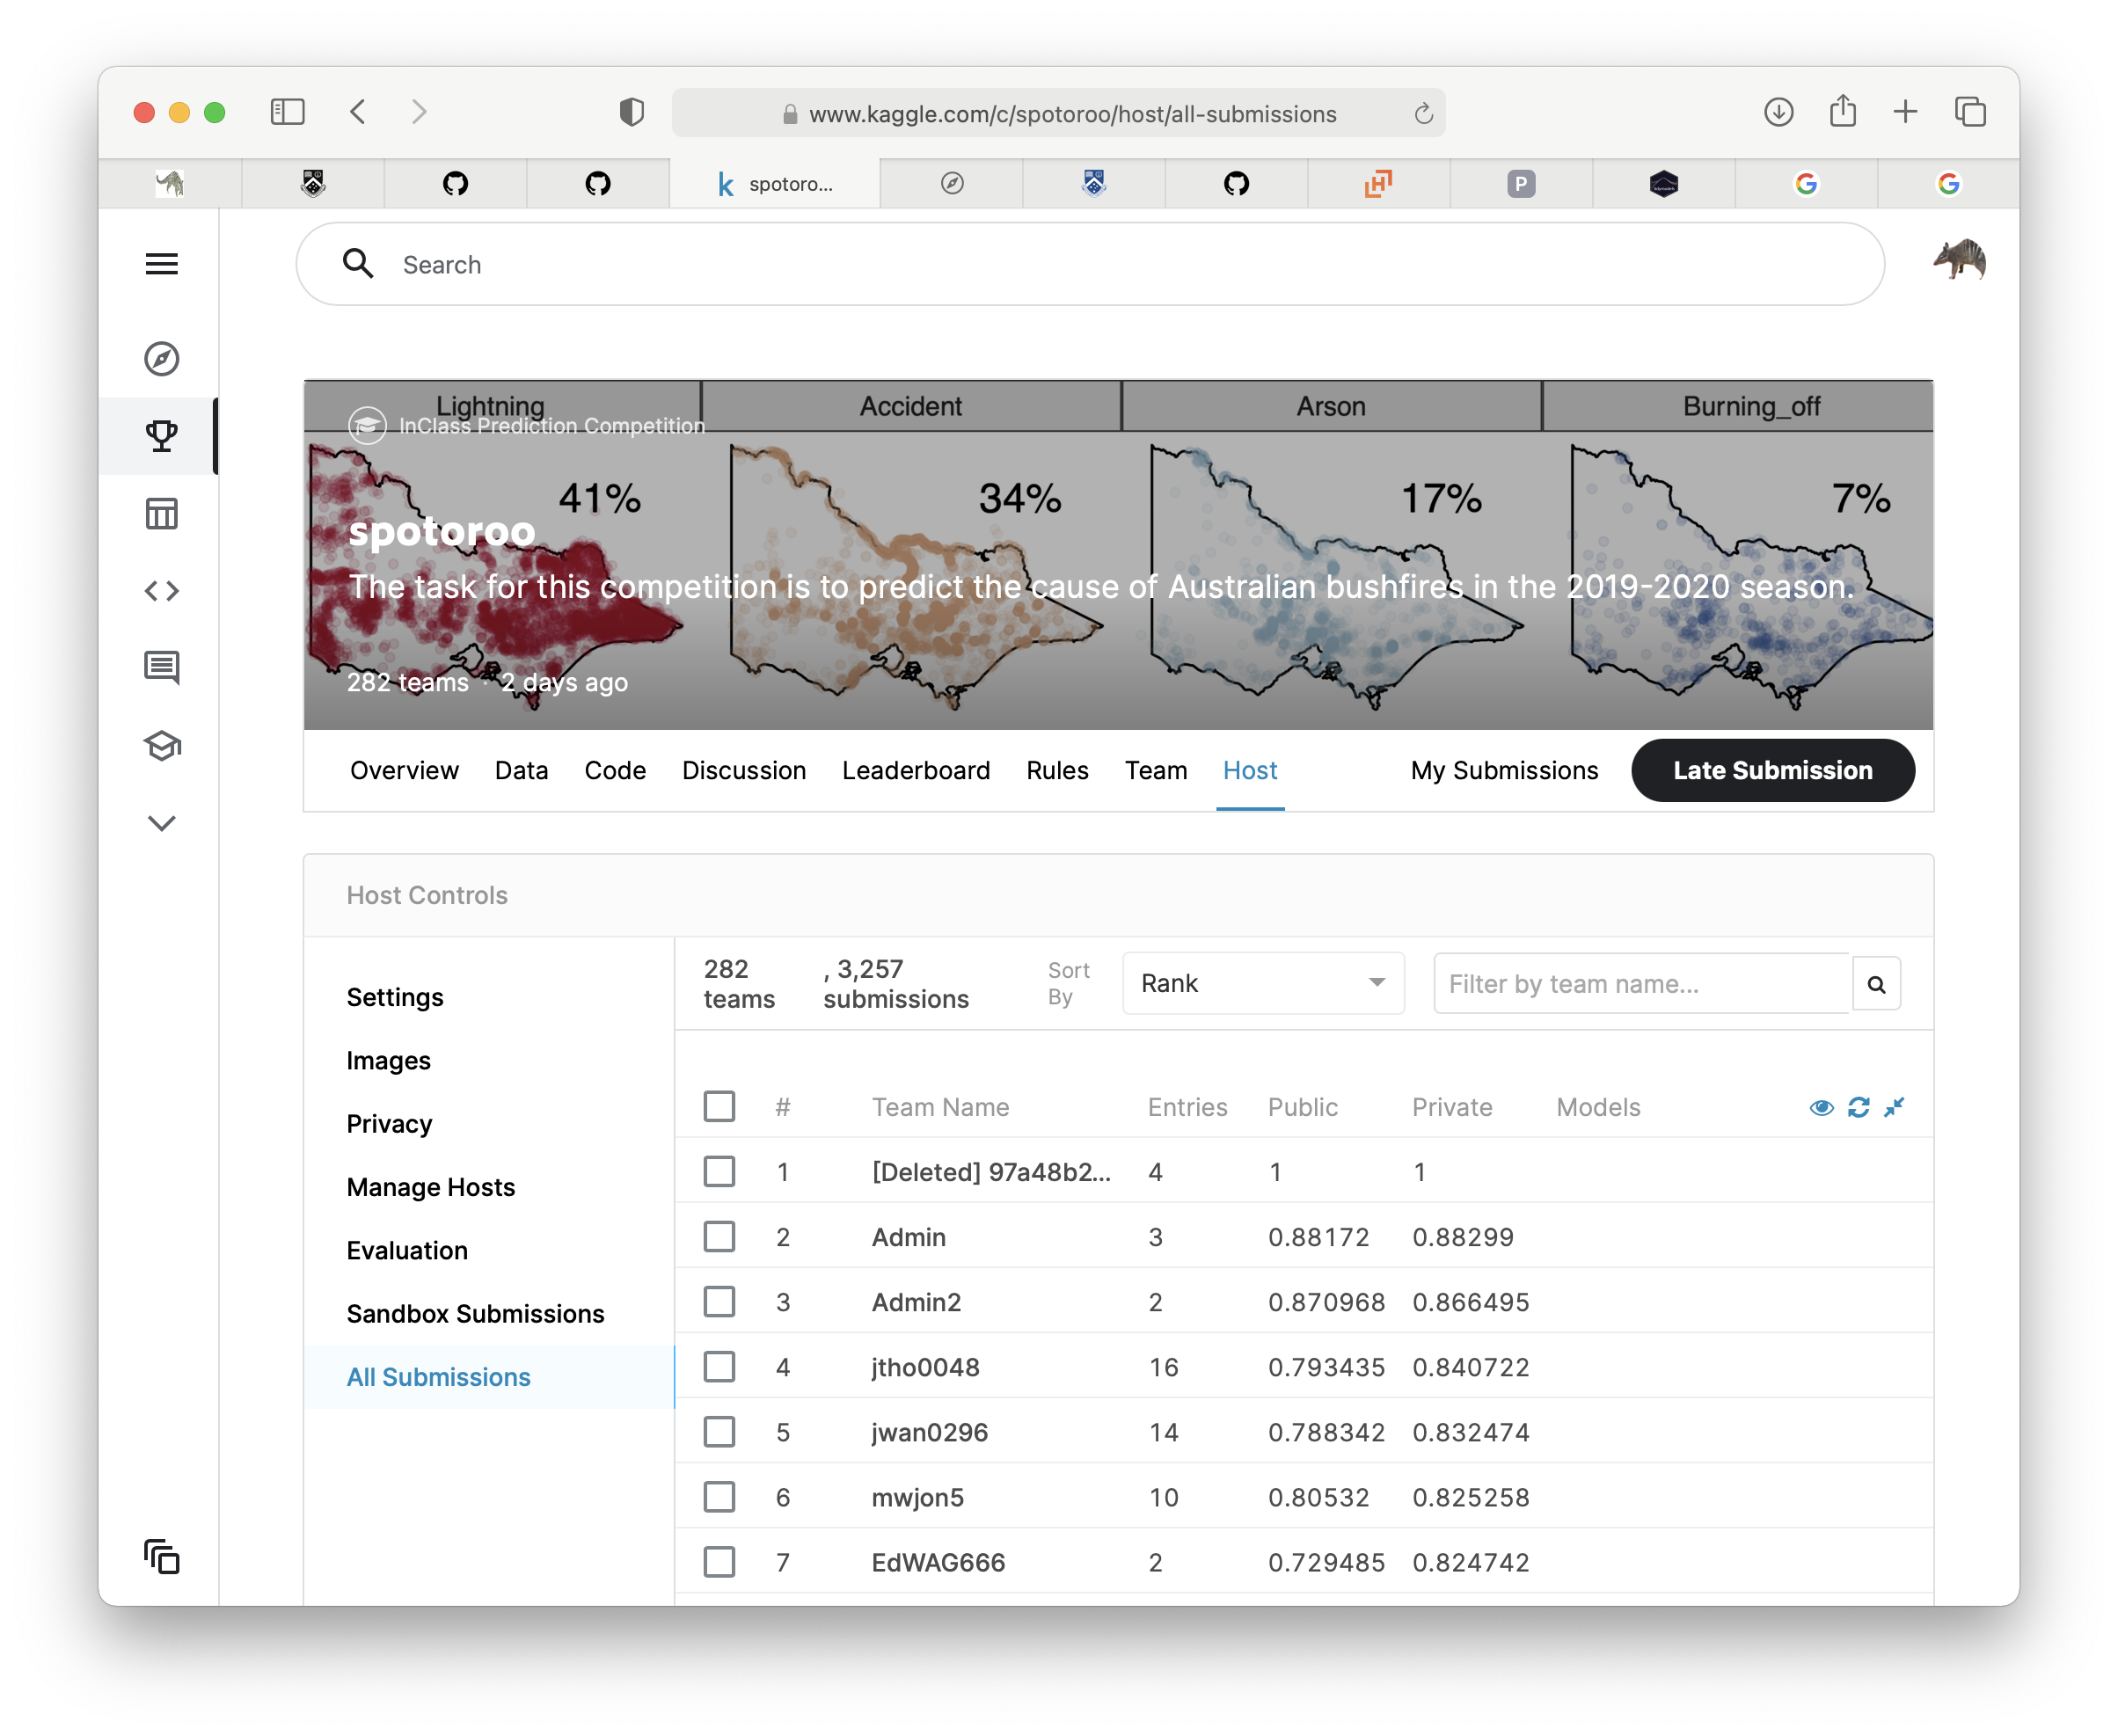 www.kaggle.com/c/spotoroo/host/all-submissions
spotoro...
P
Search
Lightning Accident Arson Burning_off
InClass Prediction Competition
41% 34% 17% 7%
spotoroo
The task for this competition is to predict the cause of Australian bushfires in the 2019-2020 season.
282 teams · 2 days ago
Overview Data Code Discussion Leaderboard Rules Team Host My Submissions Late Submission
Host Controls
Settings
Images
Privacy
Manage Hosts
Evaluation
Sandbox Submissions
All Submissions
282 teams , 3,257 submissions Sort By Rank Filter by team name...
# Team Name Entries Public Private Models
1 [Deleted] 97a48b2... 4 1 1
2 Admin 3 0.88172 0.88299
3 Admin2 2 0.870968 0.866495
4 jtho0048 16 0.793435 0.840722
5 jwan0296 14 0.788342 0.832474
6 mwjon5 10 0.80532 0.825258
7 EdWAG666 2 0.729485 0.824742